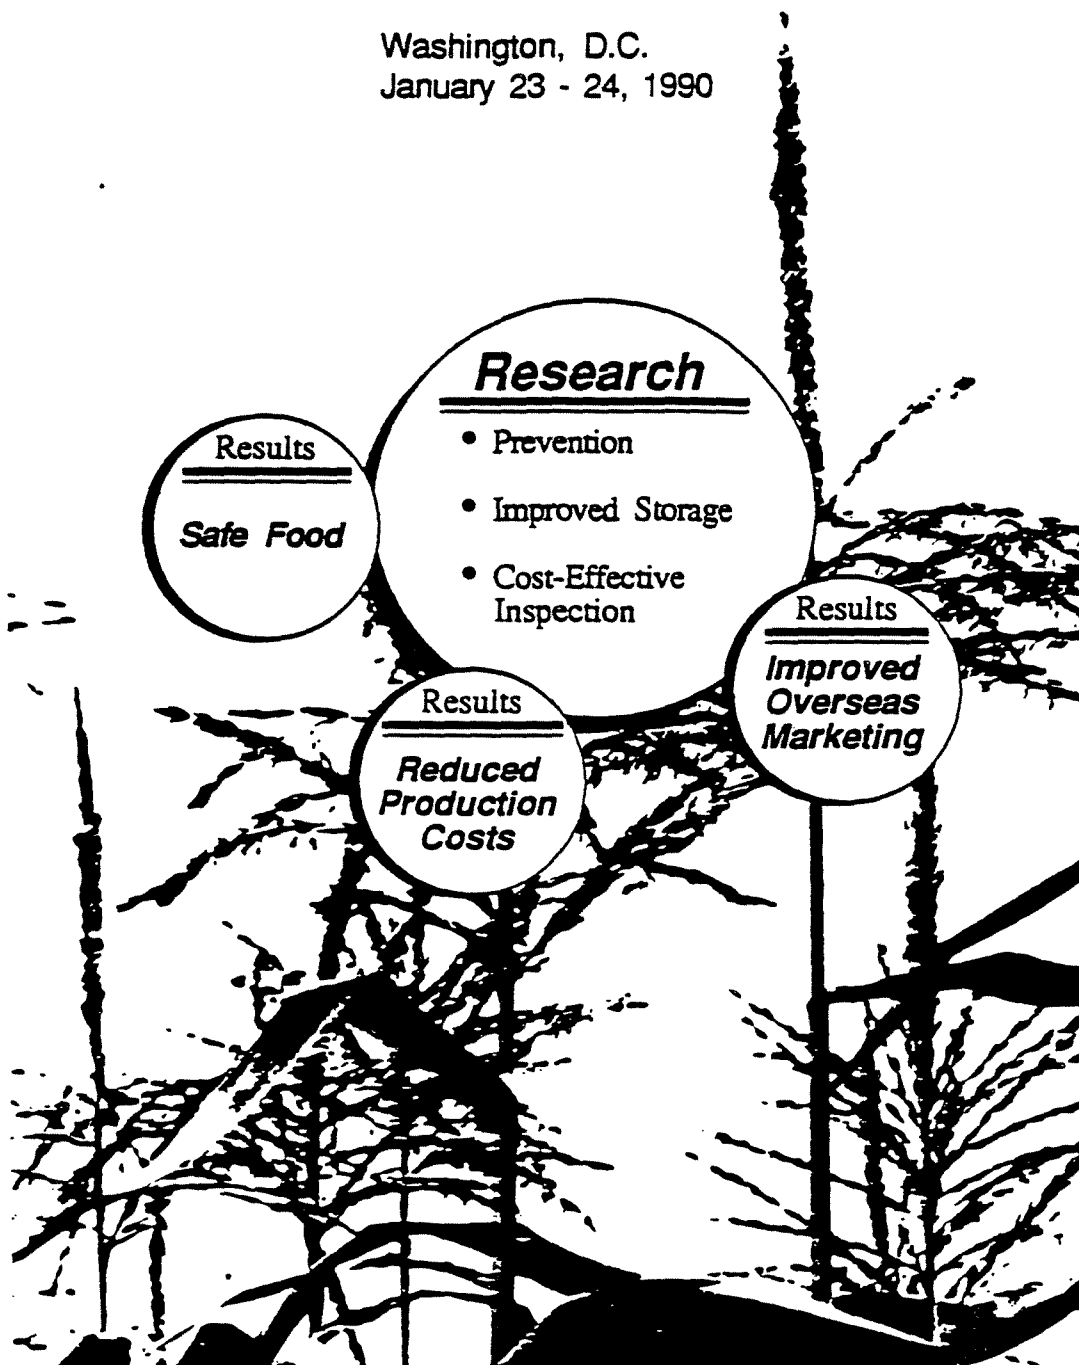 Washington, D.C.
January 23 - 24, 1990
Research
• Prevention
• Improved Storage
• Cost-Effective
Inspection
Results
Safe Food
Results
Improved
Overseas
Marketing
Results
Reduced
Production
Costs